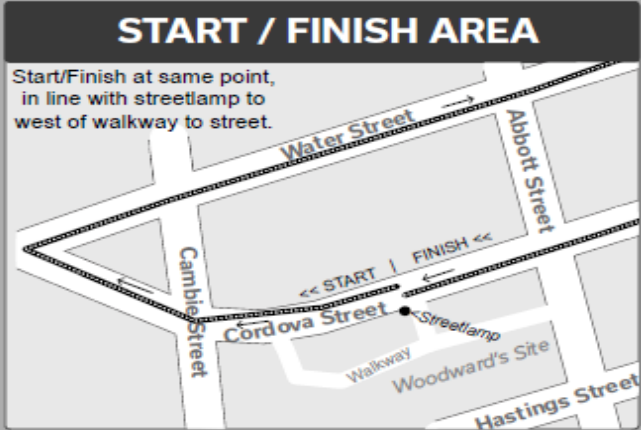 START / FINISH AREA
Start/Finish at same point,
in line with streetlamp to
west of walkway to street.
Water Street
Abbott Street
Cambie Street
<< START | FINISH <<
Cordova Street
<Streetlamp
Walkway
Woodward's Site
Hastings Street